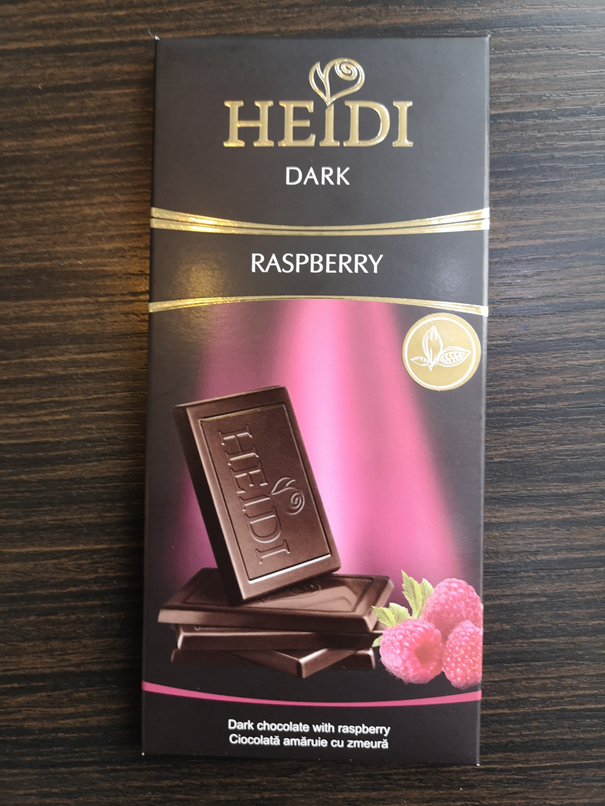 HEIDI
DARK
RASPBERRY
HEIDI
Dark chocolate with raspberry
Ciocolată amăruie cu zmeură